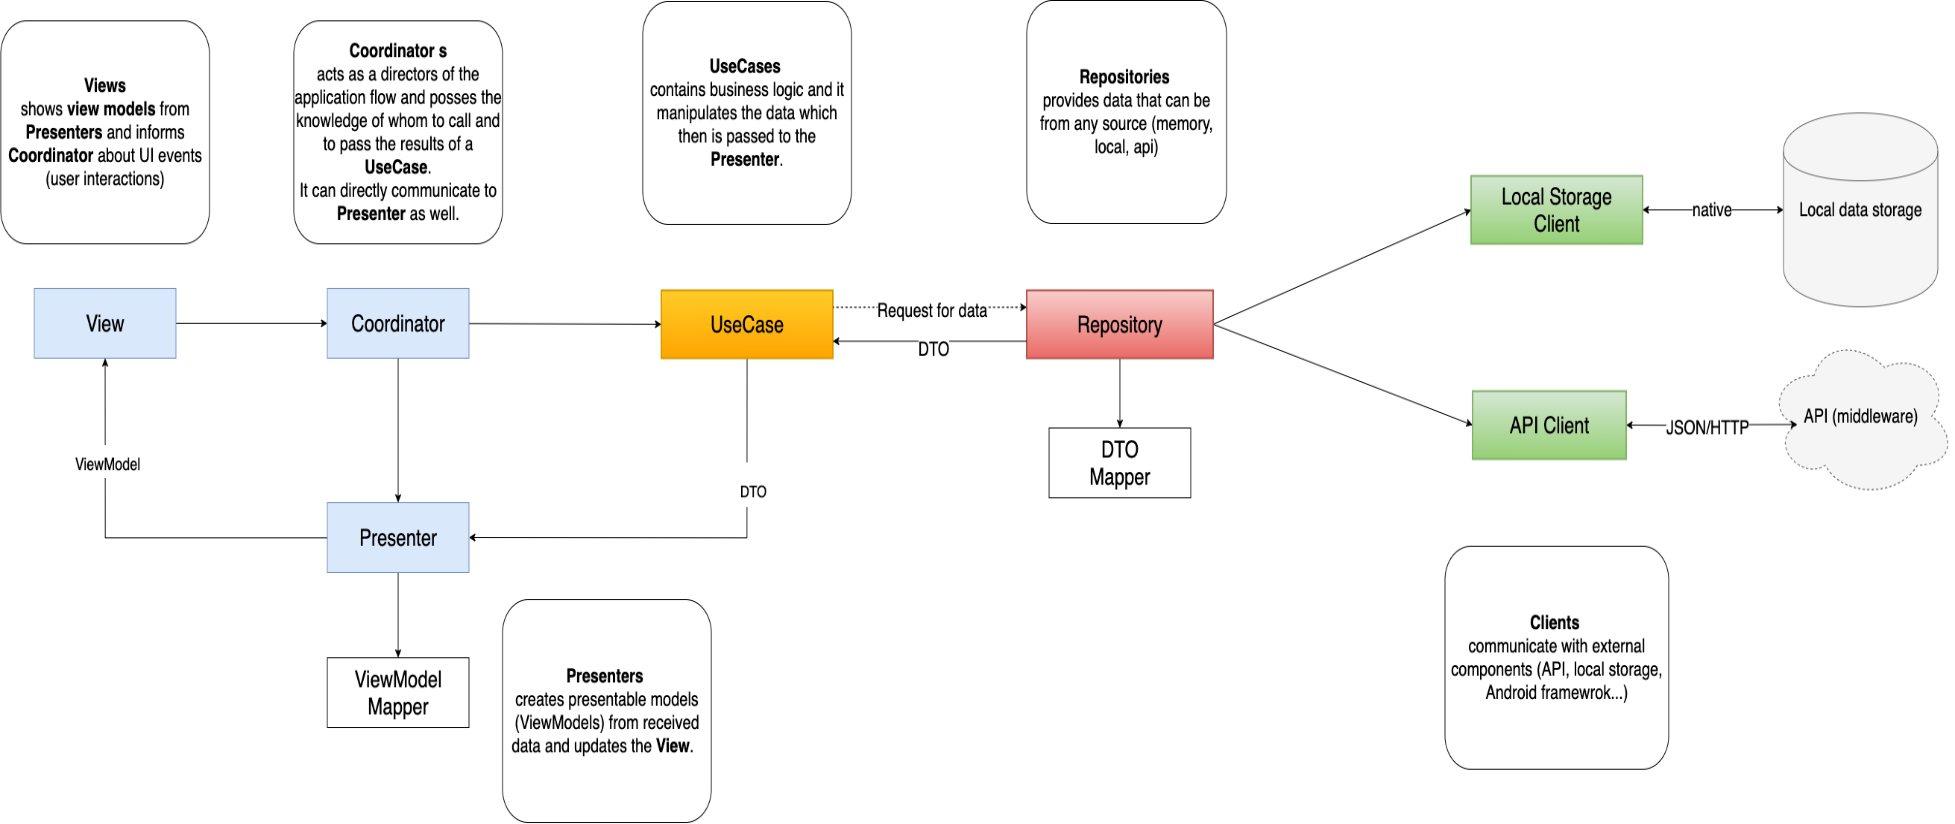 Views
shows view models from
Presenters and informs
Coordinator about UI events
(user interactions)
Coordinator s
acts as a directors of the
application flow and posses the
knowledge of whom to call and
to pass the results of a
UseCase.
It can directly communicate to
Presenter as well.
UseCases
contains business logic and it
manipulates the data which
then is passed to the
Presenter.
Repositories
provides data that can be
from any source (memory,
local, api)
Local Storage
Client
native
Local data storage
View
Coordinator
UseCase
Request for data
DTO
Repository
API Client
JSON/HTTP
API (middleware)
DTO
Mapper
ViewModel
DTO
Presenter
ViewModel
Mapper
Presenters
creates presentable models
(ViewModels) from received
data and updates the View.
Clients
communicate with external
components (API, local storage,
Android framewrok...)